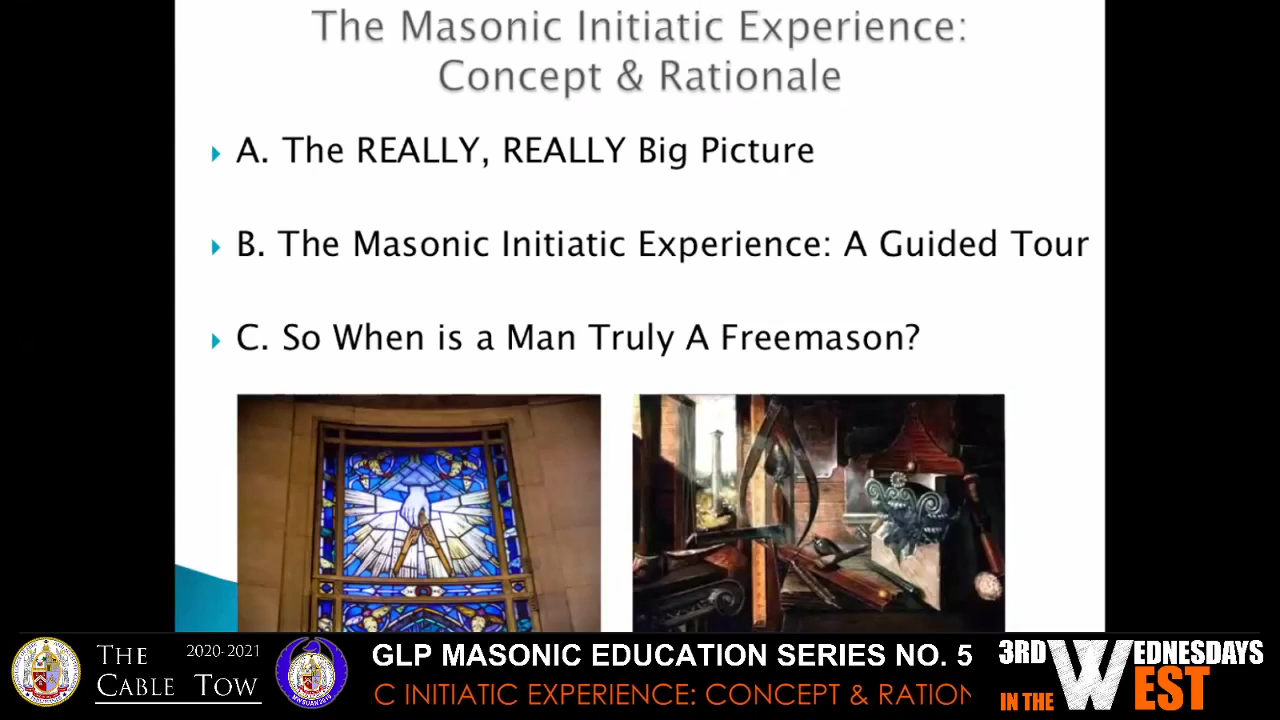 The Masonic Initiatic Experience:
Concept & Rationale
A. The REALLY, REALLY Big Picture
B. The Masonic Initiatic Experience: A Guided Tour
C. So When is a Man Truly A Freemason?
THE 2020-2021
CABLE TOW
GLP MASONIC EDUCATION SERIES NO. 5
C INITIATIC EXPERIENCE: CONCEPT & RATION
3RD WEDNESDAYS
IN THE WEST